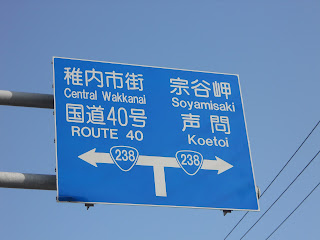 稚内市街
Central Wakkanai
国道40号
ROUTE 40
宗谷岬
Soyamisaki
声問
Koetoi
238
238